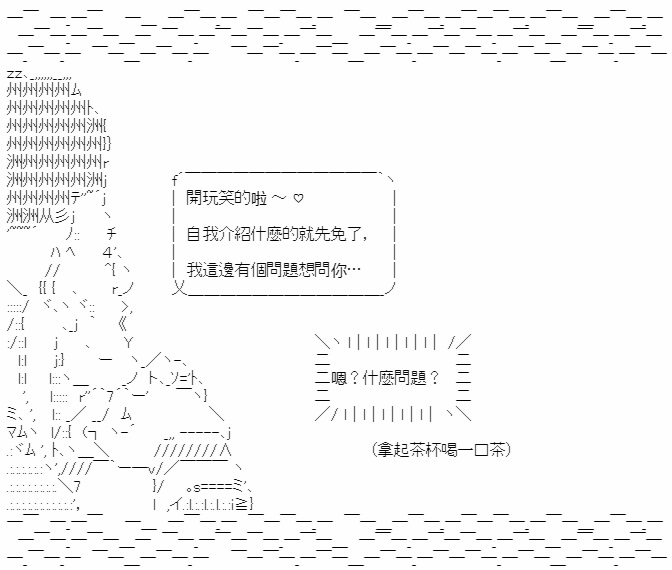 開玩笑的啦～♡
自我介紹什麼的就先免了，
我這邊有個問題想問你…
嗯？什麼問題？
(拿起茶杯喝一口茶)